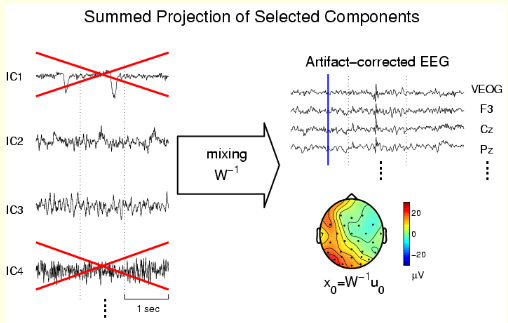 Summed Projection of Selected Components
IC1
IC2
IC3
IC4
1 sec
mixing
W⁻¹
Artifact–corrected EEG
VEOG
F3
Cz
Pz
20
0
−20
μV
x₀=W⁻¹u₀